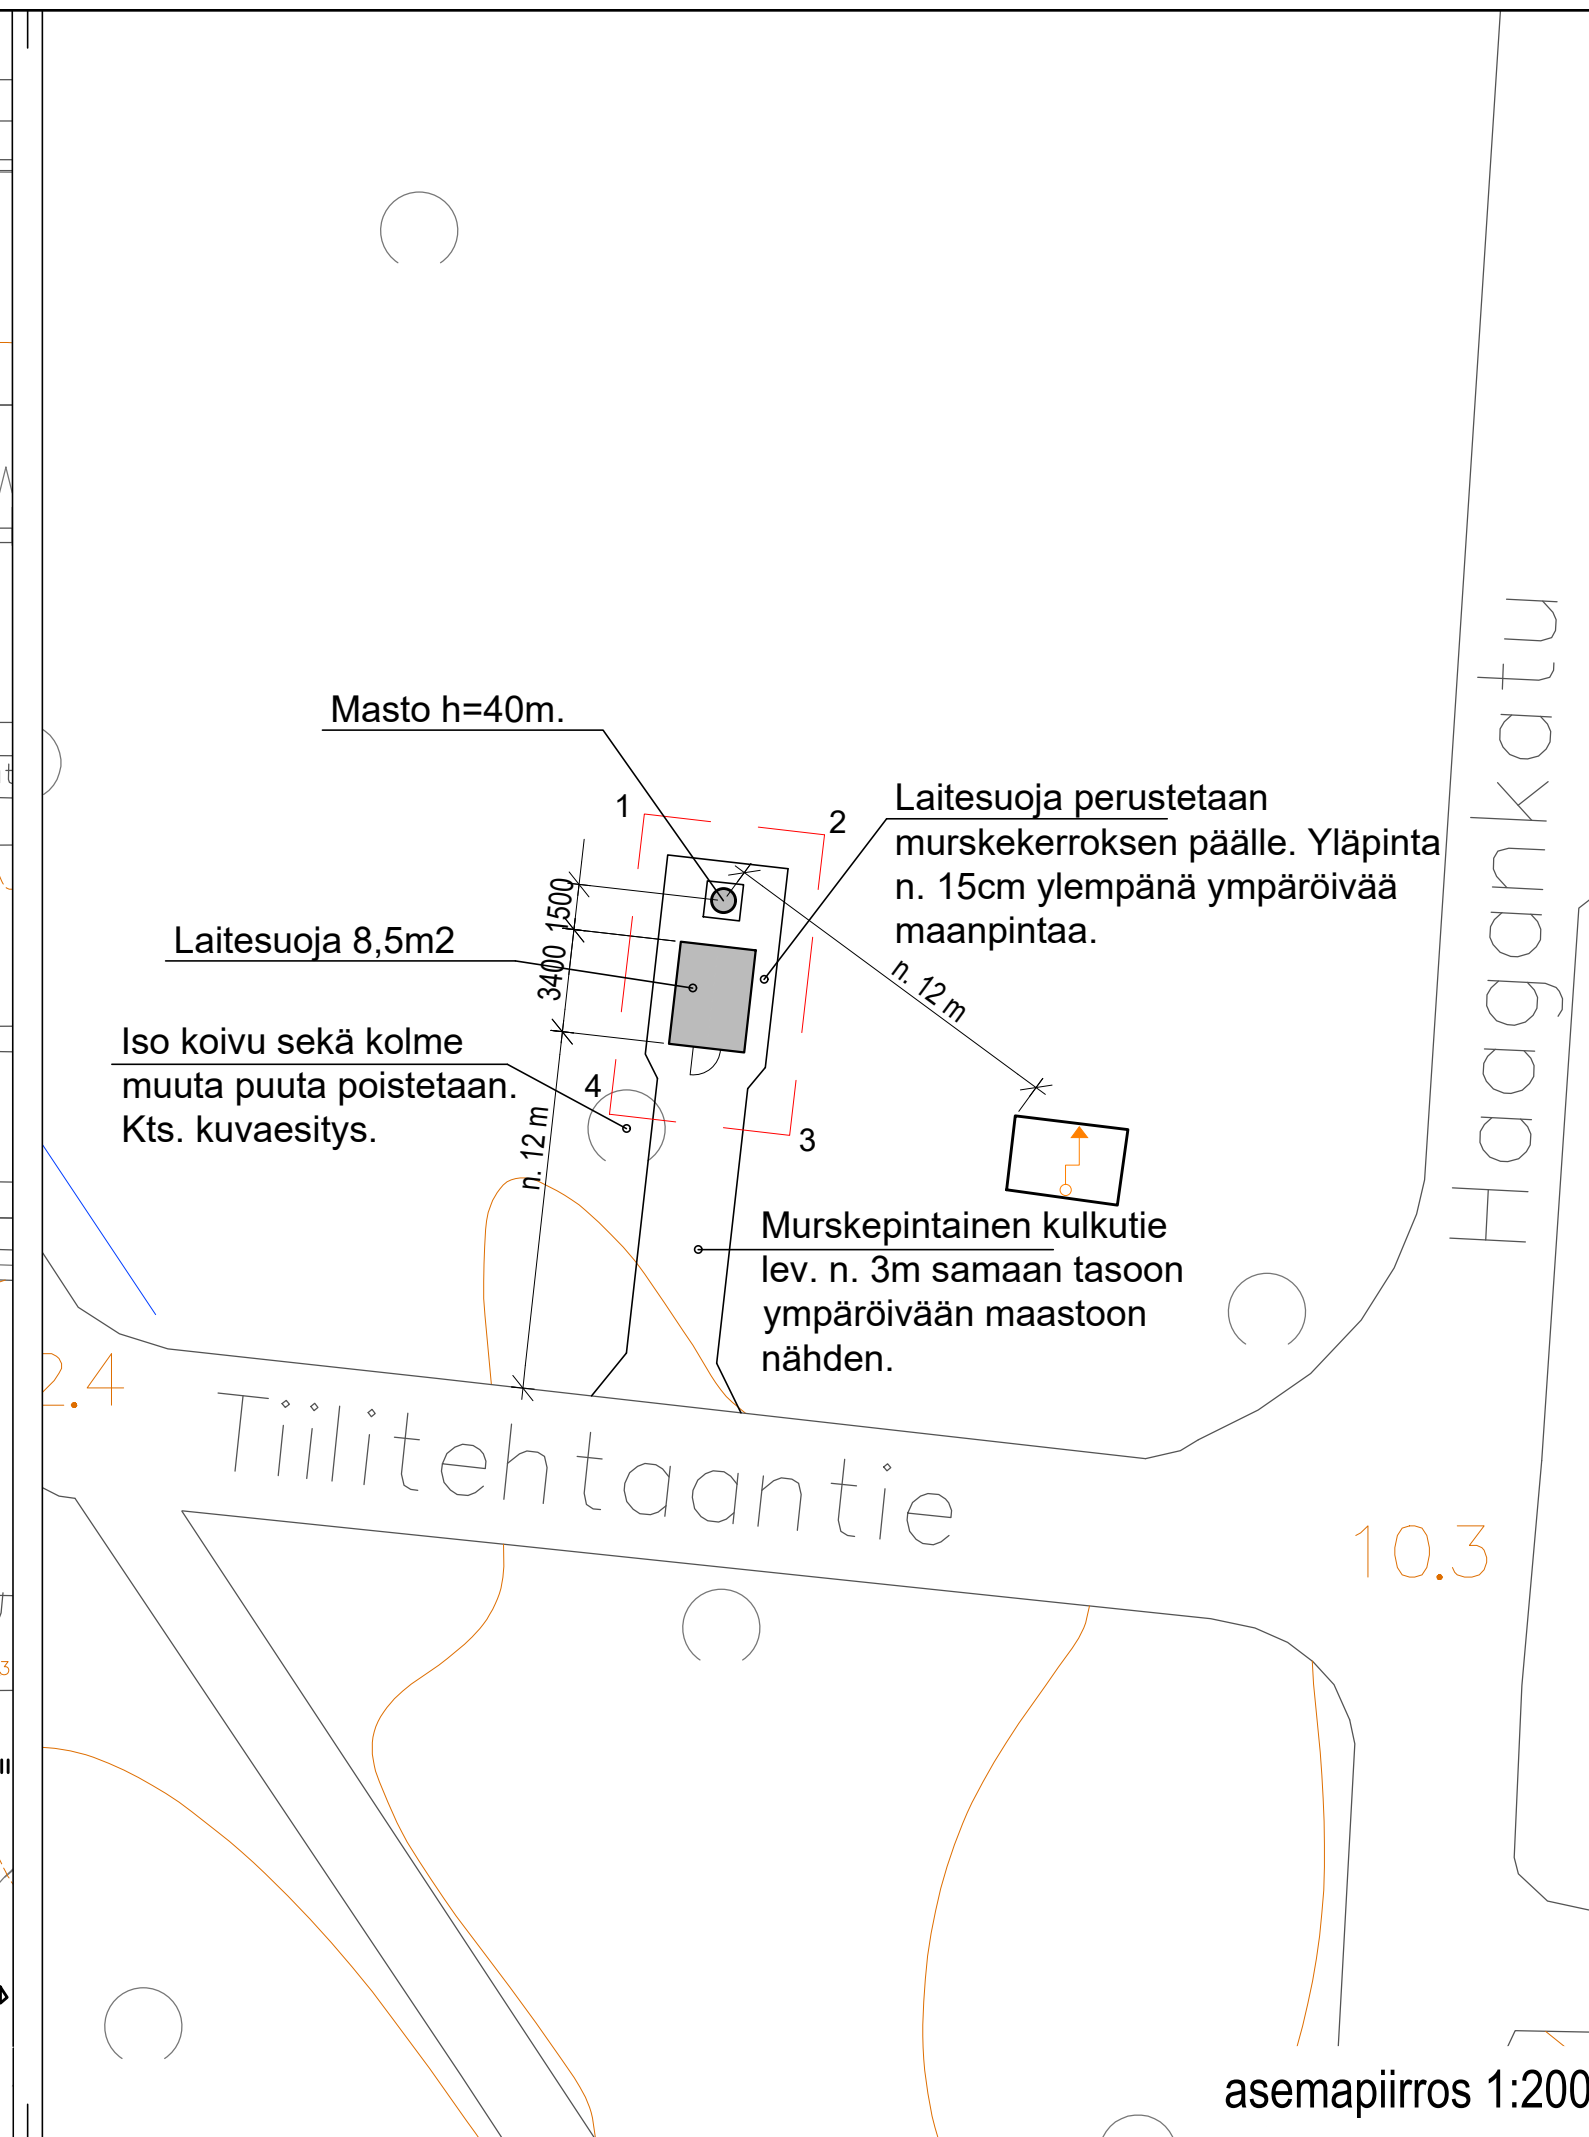 Masto h=40m.
1
2
Laitesuoja perustetaan
murskekerroksen päälle. Yläpinta
n. 15cm ylempänä ympäröivää
maanpintaa.
1500
Laitesuoja 8,5m2
3400
n. 12 m
Iso koivu sekä kolme
muuta puuta poistetaan.
Kts. kuvaesitys.
4
3
n. 12 m
Murskepintainen kulkutie
lev. n. 3m samaan tasoon
ympäröivään maastoon
nähden.
Haagankatu
2.4
Tiilitehtaantie
10.3
asemapiirros 1:200